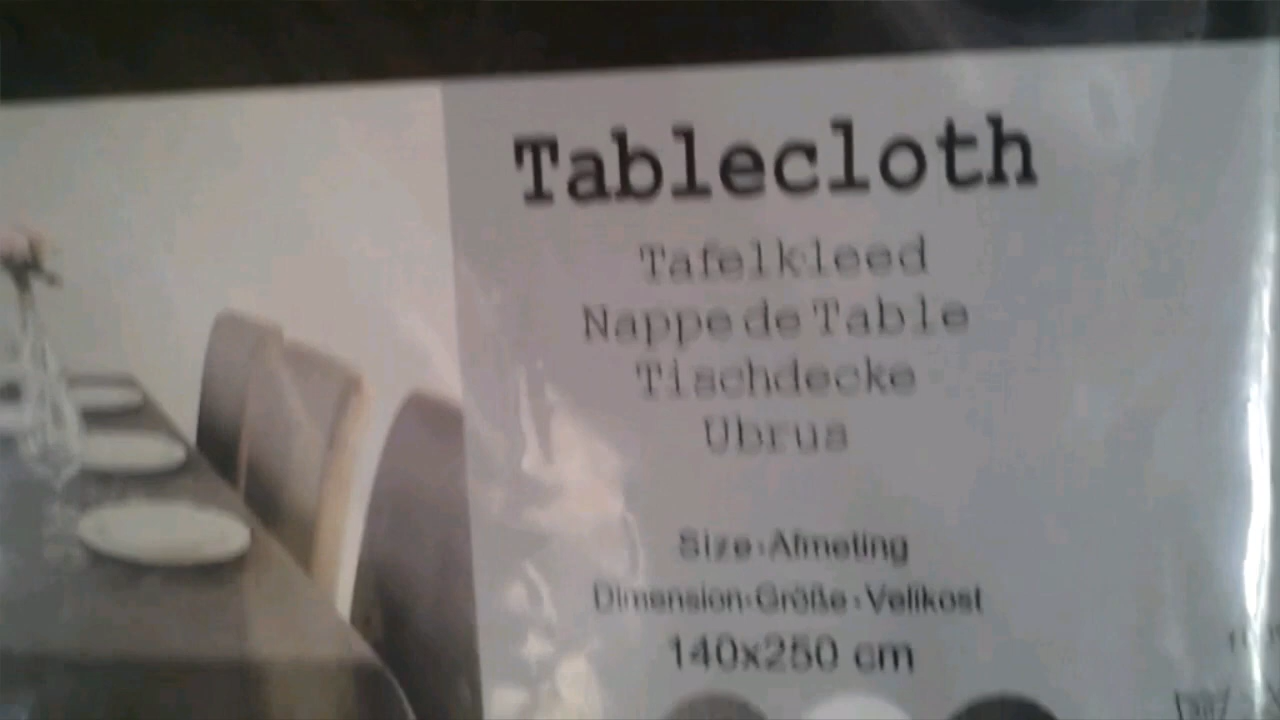 Tablecloth
Tafelkleed
Nappe de Table
Tischdecke
Ubrus
Size·Afmeting
Dimension·Größe·Velikost
140x250 cm